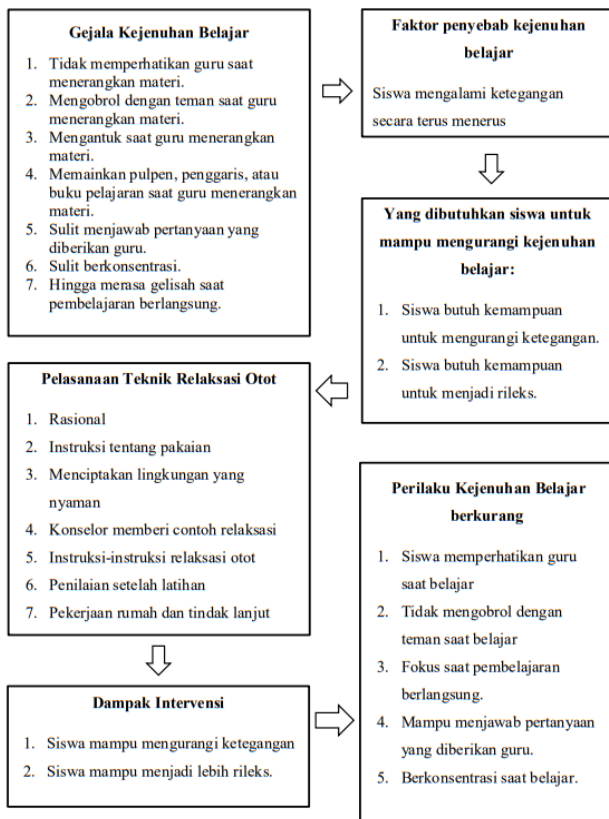 Gejala Kejenuhan Belajar
1. Tidak memperhatikan guru saat
menerangkan materi.
2. Mengobrol dengan teman saat guru
menerangkan materi.
3. Mengantuk saat guru menerangkan
materi.
4. Memainkan pulpen, penggaris, atau
buku pelajaran saat guru menerangkan
materi.
5. Sulit menjawab pertanyaan yang
diberikan guru.
6. Sulit berkonsentrasi.
7. Hingga merasa gelisah saat
pembelajaran berlangsung.
Faktor penyebab kejenuhan
belajar
Siswa mengalami ketegangan
secara terus menerus
Yang dibutuhkan siswa untuk
mampu mengurangi kejenuhan
belajar:
1. Siswa butuh kemampuan
untuk mengurangi ketegangan.
2. Siswa butuh kemampuan
untuk menjadi rileks.
Pelasanaan Teknik Relaksasi Otot
1. Rasional
2. Instruksi tentang pakaian
3. Menciptakan lingkungan yang
nyaman
4. Konselor memberi contoh relaksasi
5. Instruksi-instruksi relaksasi otot
6. Penilaian setelah latihan
7. Pekerjaan rumah dan tindak lanjut
Dampak Intervensi
1. Siswa mampu mengurangi ketegangan
2. Siswa mampu menjadi lebih rileks.
Perilaku Kejenuhan Belajar
berkurang
1. Siswa memperhatikan guru
saat belajar
2. Tidak mengobrol dengan
teman saat belajar
3. Fokus saat pembelajaran
berlangsung.
4. Mampu menjawab pertanyaan
yang diberikan guru.
5. Berkonsentrasi saat belajar.